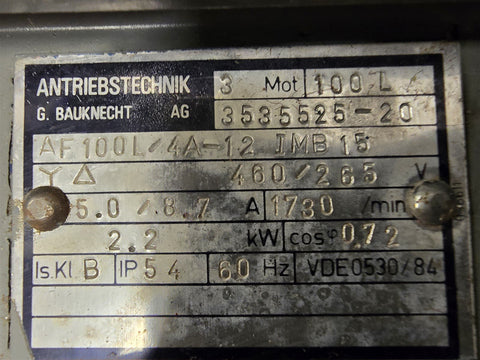 ANTRIEBSTECHNIK 3 Mot 100 L
G. BAUKNECHT AG 3535525-20
AF100L/4A-12 IMB15
Y Δ 460/265 V
5.0/8.7 A 1730 /min
2.2 kW cosφ 0.72
Is.Kl. B IP 54 60 Hz VDE0530/84